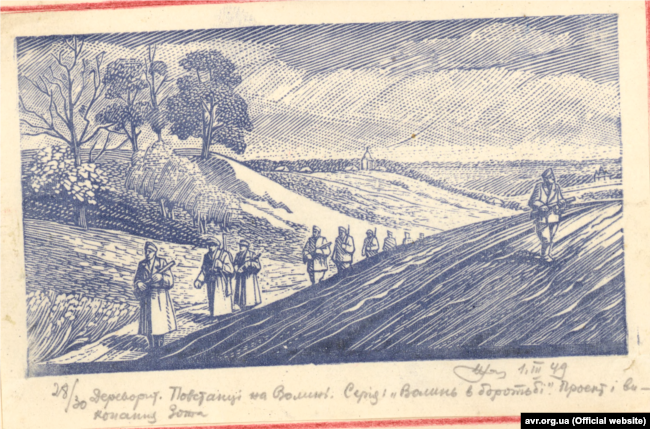 1.III 49
28/30 Дереворит. Повстанці на Волині. Серія: „Волинь в боротьбі". Проект і ви-
конання Зота
avr.org.ua (Official website)